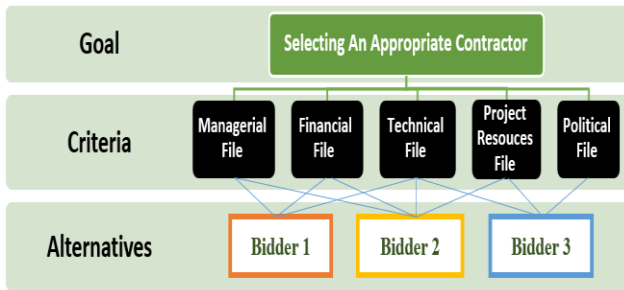 Goal
Selecting An Appropriate Contractor
Criteria
Managerial
File
Financial
File
Technical
File
Project
Resouces
File
Political
File
Alternatives
Bidder 1
Bidder 2
Bidder 3